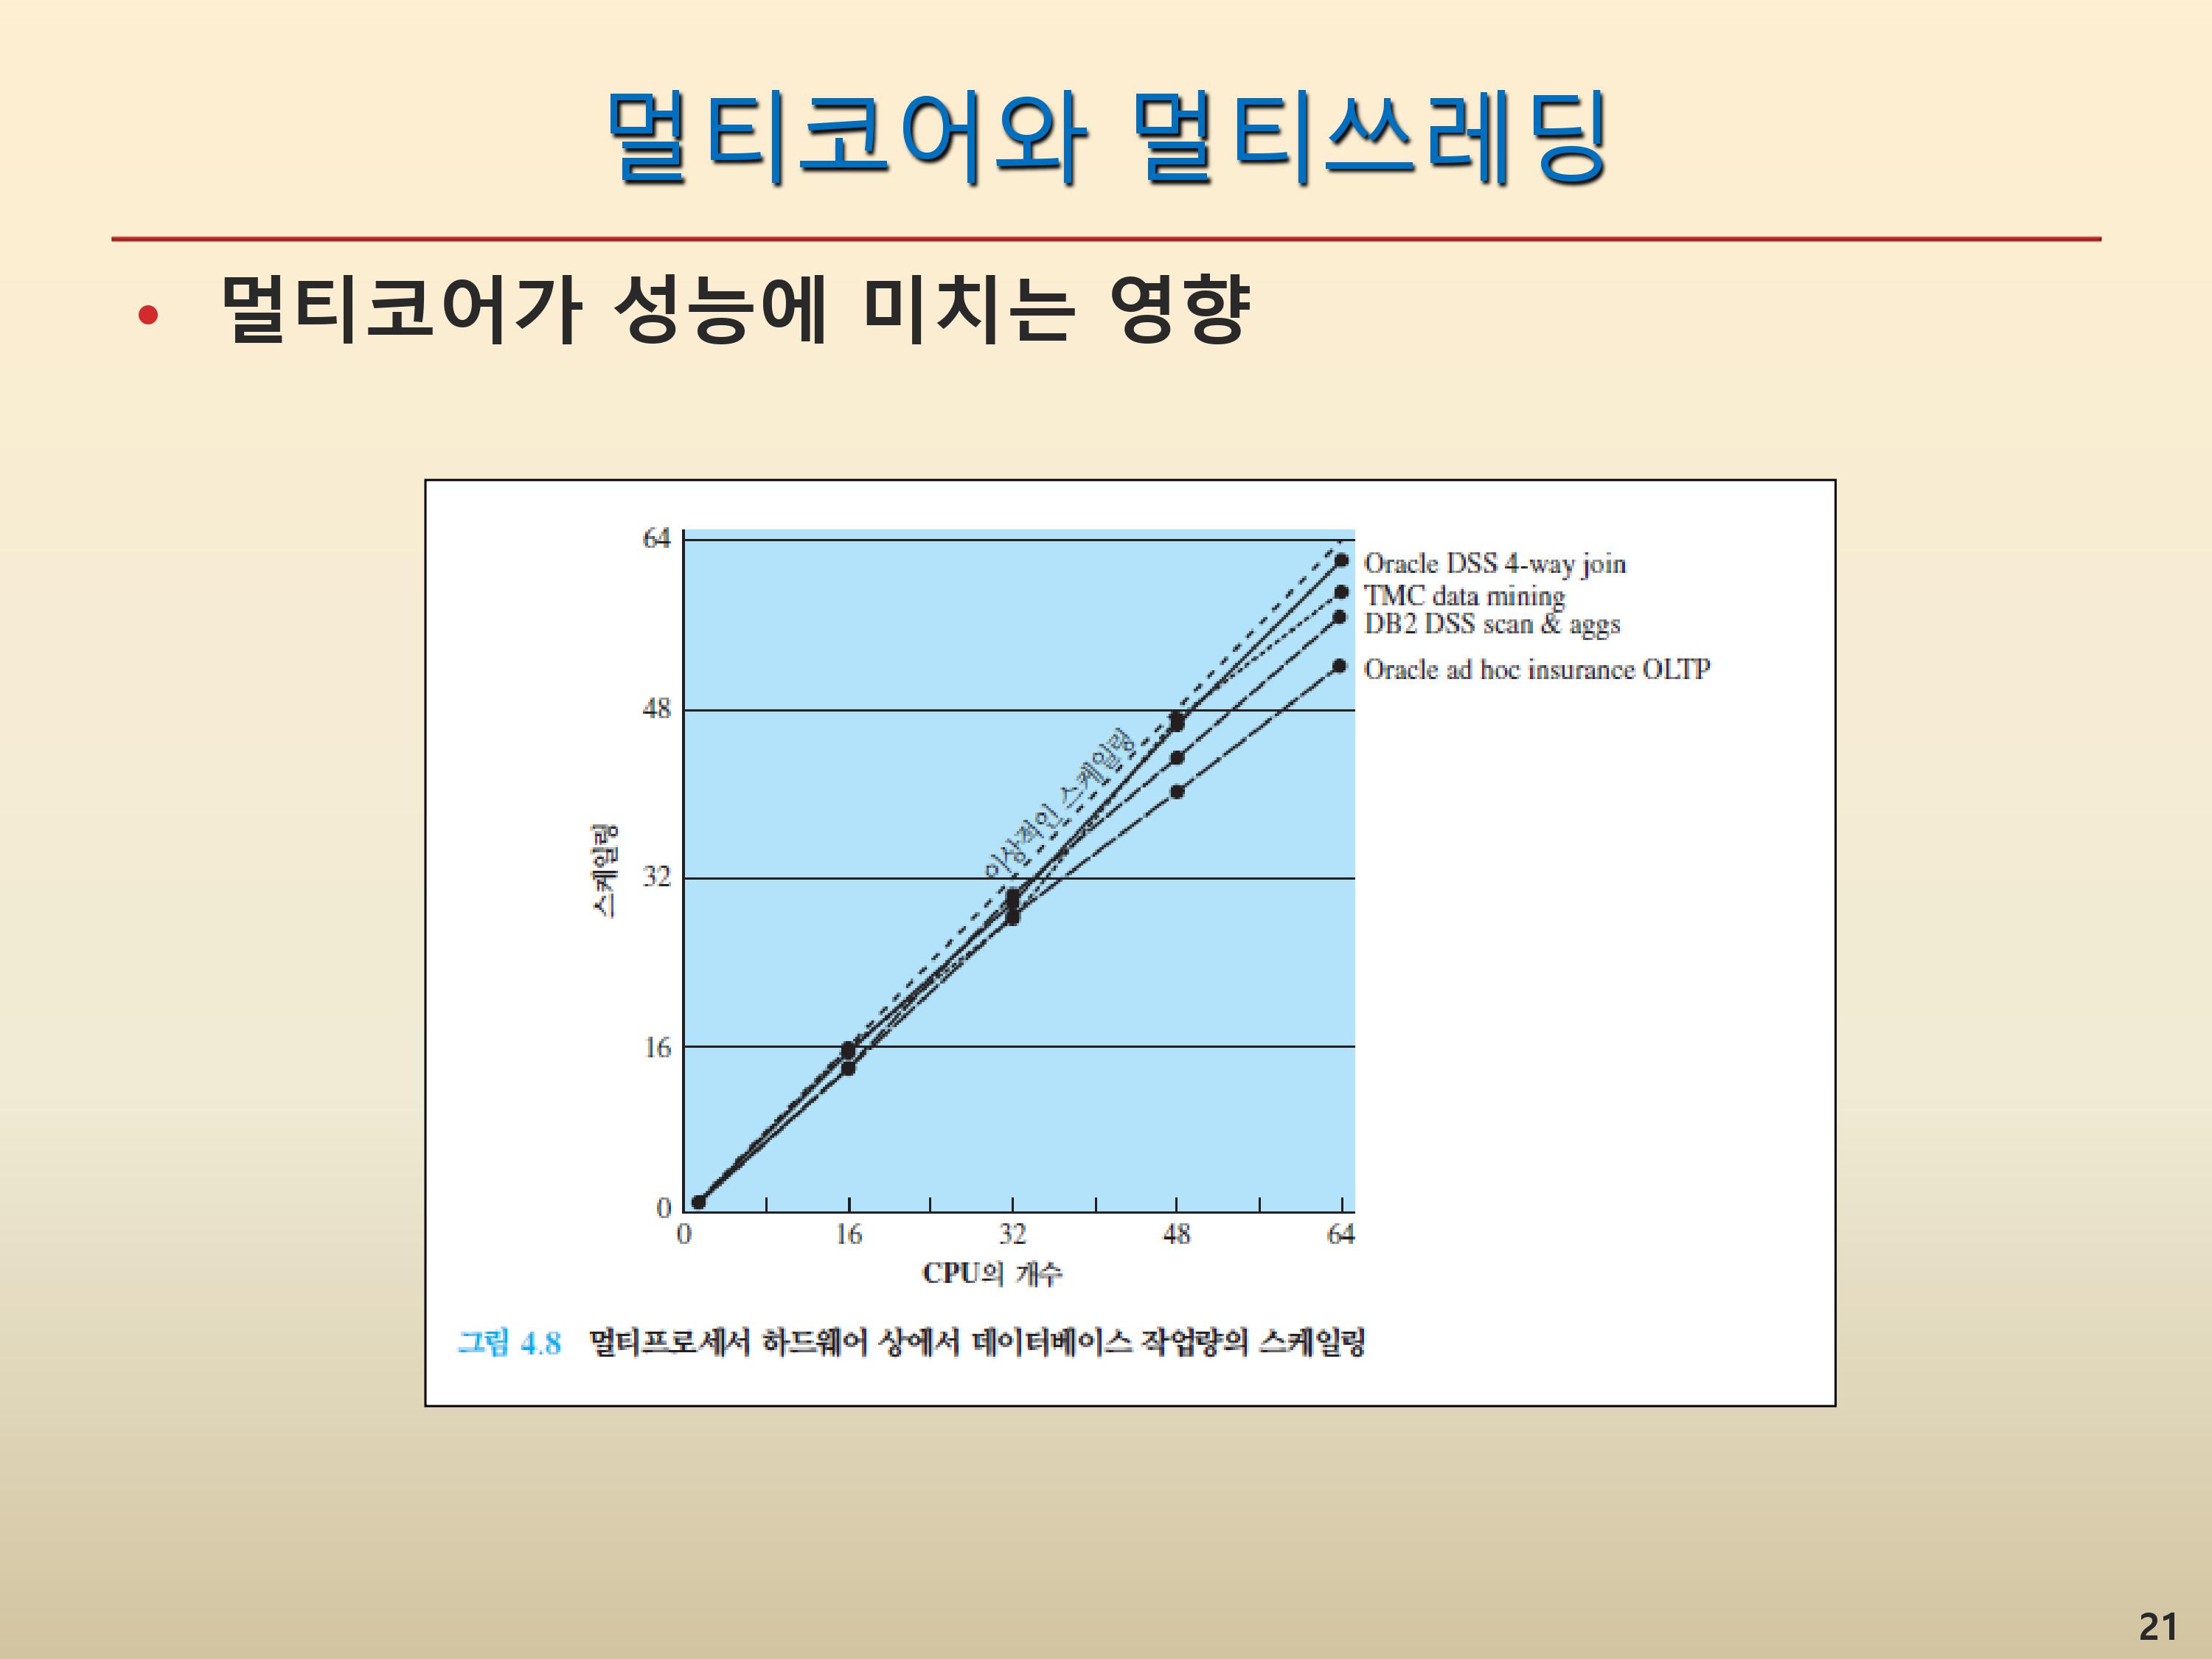 멀티코어와 멀티쓰레딩
• 멀티코어가 성능에 미치는 영향
64
48
32
16
0
스케일링
이상적인 스케일링
Oracle DSS 4-way join
TMC data mining
DB2 DSS scan & aggs
Oracle ad hoc insurance OLTP
0 16 32 48 64
CPU의 개수
그림 4.8 멀티프로세서 하드웨어 상에서 데이터베이스 작업량의 스케일링
21